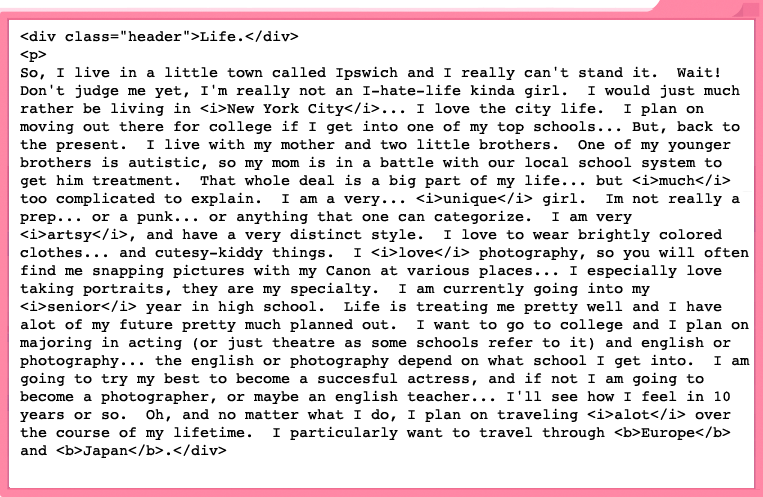 <div class="header">Life.</div>
<p>
So, I live in a little town called Ipswich and I really can't stand it.  Wait!
Don't judge me yet, I'm really not an I-hate-life kinda girl.  I would just much
rather be living in <i>New York City</i>... I love the city life.  I plan on
moving out there for college if I get into one of my top schools... But, back to
the present.  I live with my mother and two little brothers.  One of my younger
brothers is autistic, so my mom is in a battle with our local school system to
get him treatment.  That whole deal is a big part of my life... but <i>much</i>
too complicated to explain.  I am a very... <i>unique</i> girl.  Im not really a
prep... or a punk... or anything that one can categorize.  I am very
<i>artsy</i>, and have a very distinct style.  I love to wear brightly colored
clothes... and cutesy-kiddy things.  I <i>love</i> photography, so you will often
find me snapping pictures with my Canon at various places... I especially love
taking portraits, they are my specialty.  I am currently going into my
<i>senior</i> year in high school.  Life is treating me pretty well and I have
alot of my future pretty much planned out.  I want to go to college and I plan on
majoring in acting (or just theatre as some schools refer to it) and english or
photography... the english or photography depend on what school I get into.  I am
going to try my best to become a succesful actress, and if not I am going to
become a photographer, or maybe an english teacher... I'll see how I feel in 10
years or so.  Oh, and no matter what I do, I plan on traveling <i>alot</i> over
the course of my lifetime.  I particularly want to travel through <b>Europe</b>
and <b>Japan</b>.</div>